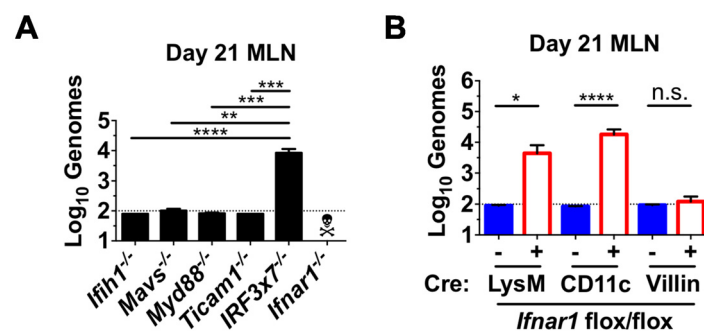 A
Day 21 MLN
***
***
**
****
Log10 Genomes
5
4
3
2
1
Ifih1-/-
Mavs-/-
Myd88-/-
Ticam1-/-
IRF3x7-/-
Ifnar1-/-
B
Day 21 MLN
* **** n.s.
Log10 Genomes
6
5
4
3
2
1
- + - + - +
Cre: LysM CD11c Villin
Ifnar1 flox/flox